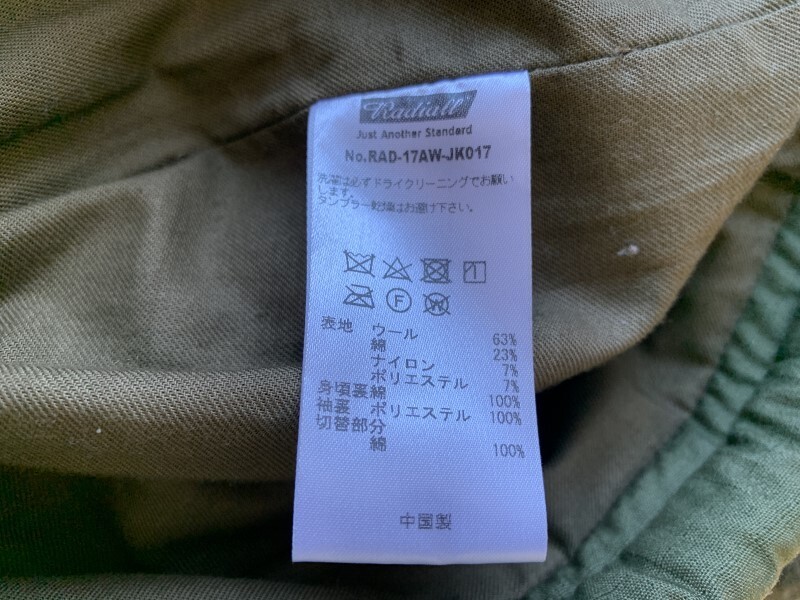 Radiall
Just Another Standard
No.RAD-17AW-JK017
洗濯は必ずドライクリーニングでお願い
します。
タンブラー乾燥はお避け下さい。
F W
表地 ウール 63%
綿 23%
ナイロン 7%
ポリエステル 7%
身頃裏綿 100%
袖裏 ポリエステル 100%
切替部分
綿 100%
中国製